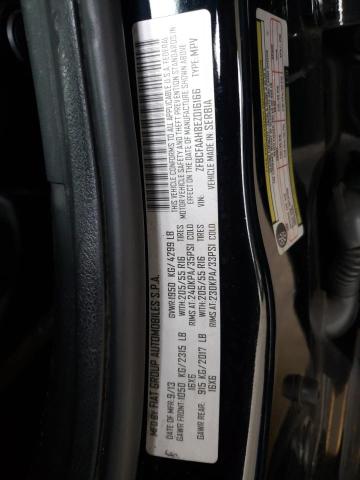 MFD BY: FIAT GROUP AUTOMOBILES S.P.A.
DATE OF MFR: 9/13 GVWR: 1950 KG/ 4299 LB
GAWR FRONT: 1050 KG/2315 LB WITH: 205/55 R16 TIRES
16X6 RIMS AT: 240KPA/35PSI COLD
GAWR REAR: 915 KG/2017 LB WITH: 205/55 R16 TIRES
16X6 RIMS AT: 230KPA/33PSI COLD
THIS VEHICLE CONFORMS TO ALL APPLICABLE U.S.A. FEDERAL
MOTOR VEHICLE SAFETY, BUMPER, AND THEFT PREVENTION STANDARDS IN
EFFECT ON THE DATE OF MANUFACTURE SHOWN ABOVE
ZFBCFAAH8EZ016166 TYPE: MPV
VEHICLE MADE IN SERBIA